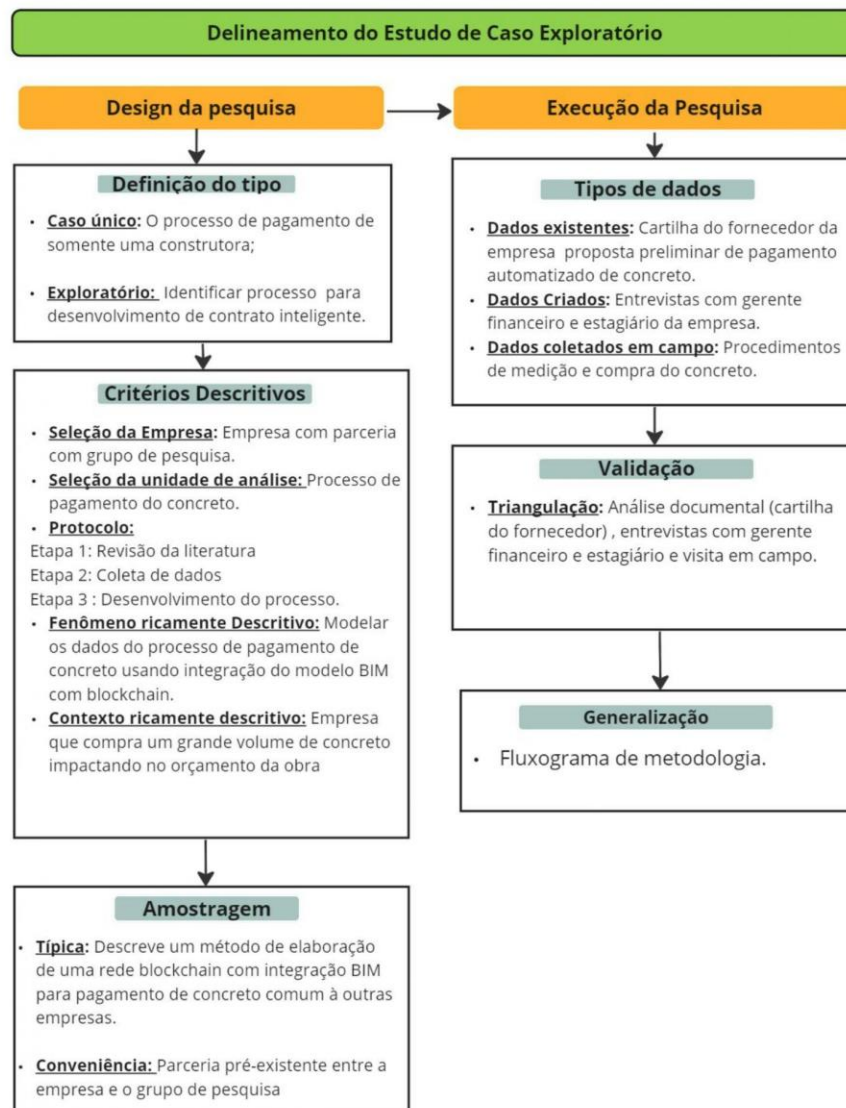 Delineamento do Estudo de Caso Exploratório
Design da pesquisa
Definição do tipo
• Caso único: O processo de pagamento de
somente uma construtora;
• Exploratório: Identificar processo para
desenvolvimento de contrato inteligente.
Critérios Descritivos
• Seleção da Empresa: Empresa com parceria
com grupo de pesquisa.
• Seleção da unidade de análise: Processo de
pagamento do concreto.
• Protocolo:
Etapa 1: Revisão da literatura
Etapa 2: Coleta de dados
Etapa 3 : Desenvolvimento do processo.
• Fenômeno ricamente Descritivo: Modelar
os dados do processo de pagamento de
concreto usando integração do modelo BIM
com blockchain.
• Contexto ricamente descritivo: Empresa
que compra um grande volume de concreto
impactando no orçamento da obra
Amostragem
• Típica: Descreve um método de elaboração
de uma rede blockchain com integração BIM
para pagamento de concreto comum à outras
empresas.
• Conveniência: Parceria pré-existente entre a
empresa e o grupo de pesquisa
Execução da Pesquisa
Tipos de dados
• Dados existentes: Cartilha do fornecedor da
empresa proposta preliminar de pagamento
automatizado de concreto.
• Dados Criados: Entrevistas com gerente
financeiro e estagiário da empresa.
• Dados coletados em campo: Procedimentos
de medição e compra do concreto.
Validação
• Triangulação: Análise documental (cartilha
do fornecedor) , entrevistas com gerente
financeiro e estagiário e visita em campo.
Generalização
• Fluxograma de metodologia.